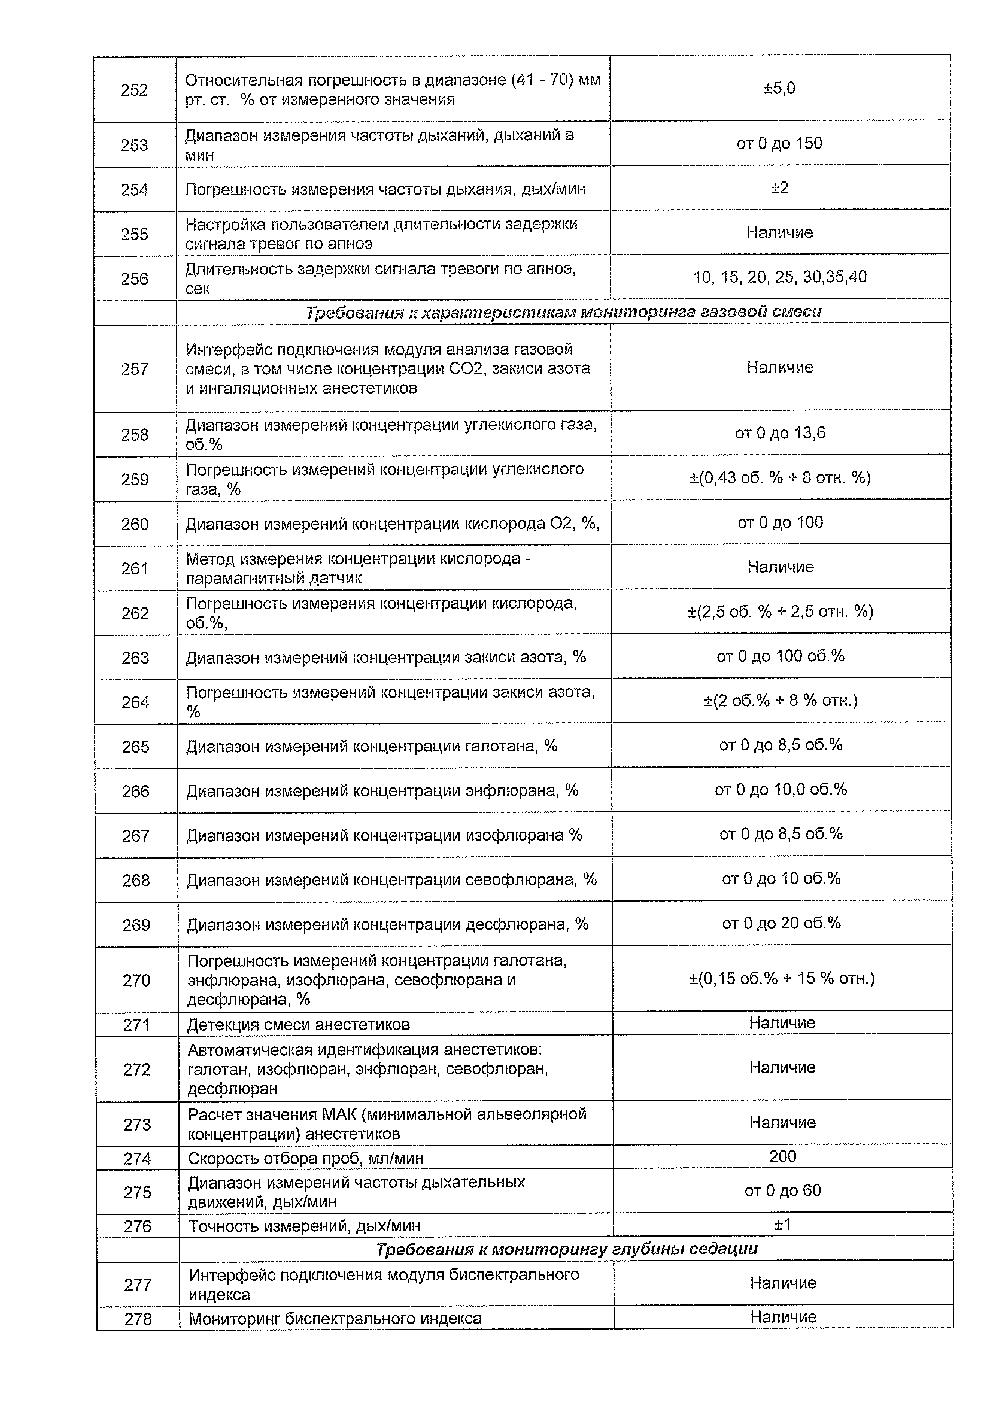 252
Относительная погрешность в диапазоне (41 - 70) мм
рт. ст. % от измеренного значения
±5,0
253
Диапазон измерения частоты дыханий, дыханий в
мин
от 0 до 150
254
Погрешность измерения частоты дыхания, дых/мин
±2
255
Настройка пользователем длительности задержки
сигнала тревог по апноэ
Наличие
256
Длительность задержки сигнала тревоги по апноэ,
сек
10, 15, 20, 25, 30,35,40
Требования к характеристикам мониторинга газовой смеси
257
Интерфейс подключения модуля анализа газовой
смеси, в том числе концентрации СО2, закиси азота
и ингаляционных анестетиков
Наличие
258
Диапазон измерений концентрации углекислого газа,
об.%
от 0 до 13,6
259
Погрешность измерений концентрации углекислого
газа, %
±(0,43 об. % + 8 отн. %)
260
Диапазон измерений концентрации кислорода О2, %,
от 0 до 100
261
Метод измерения концентрации кислорода -
парамагнитный датчик
Наличие
262
Погрешность измерения концентрации кислорода,
об.%,
±(2,5 об. % + 2,5 отн. %)
263
Диапазон измерений концентрации закиси азота, %
от 0 до 100 об.%
264
Погрешность измерений концентрации закиси азота,
%
±(2 об.% + 8 % отн.)
265
Диапазон измерений концентрации галотана, %
от 0 до 8,5 об.%
266
Диапазон измерений концентрации энфлюрана, %
от 0 до 10,0 об.%
267
Диапазон измерений концентрации изофлюрана %
от 0 до 8,5 об.%
268
Диапазон измерений концентрации севофлюрана, %
от 0 до 10 об.%
269
Диапазон измерений концентрации десфлюрана, %
от 0 до 20 об.%
270
Погрешность измерений концентрации галотана,
энфлюрана, изофлюрана, севофлюрана и
десфлюрана, %
±(0,15 об.% + 15 % отн.)
271
Детекция смеси анестетиков
Наличие
272
Автоматическая идентификация анестетиков:
галотан, изофлюран, энфлюран, севофлюран,
десфлюран
Наличие
273
Расчет значения МАК (минимальной альвеолярной
концентрации) анестетиков
Наличие
274
Скорость отбора проб, мл/мин
200
275
Диапазон измерений частоты дыхательных
движений, дых/мин
от 0 до 60
276
Точность измерений, дых/мин
±1
Требования к мониторингу глубины седации
277
Интерфейс подключения модуля биспектрального
индекса
Наличие
278
Мониторинг биспектрального индекса
Наличие